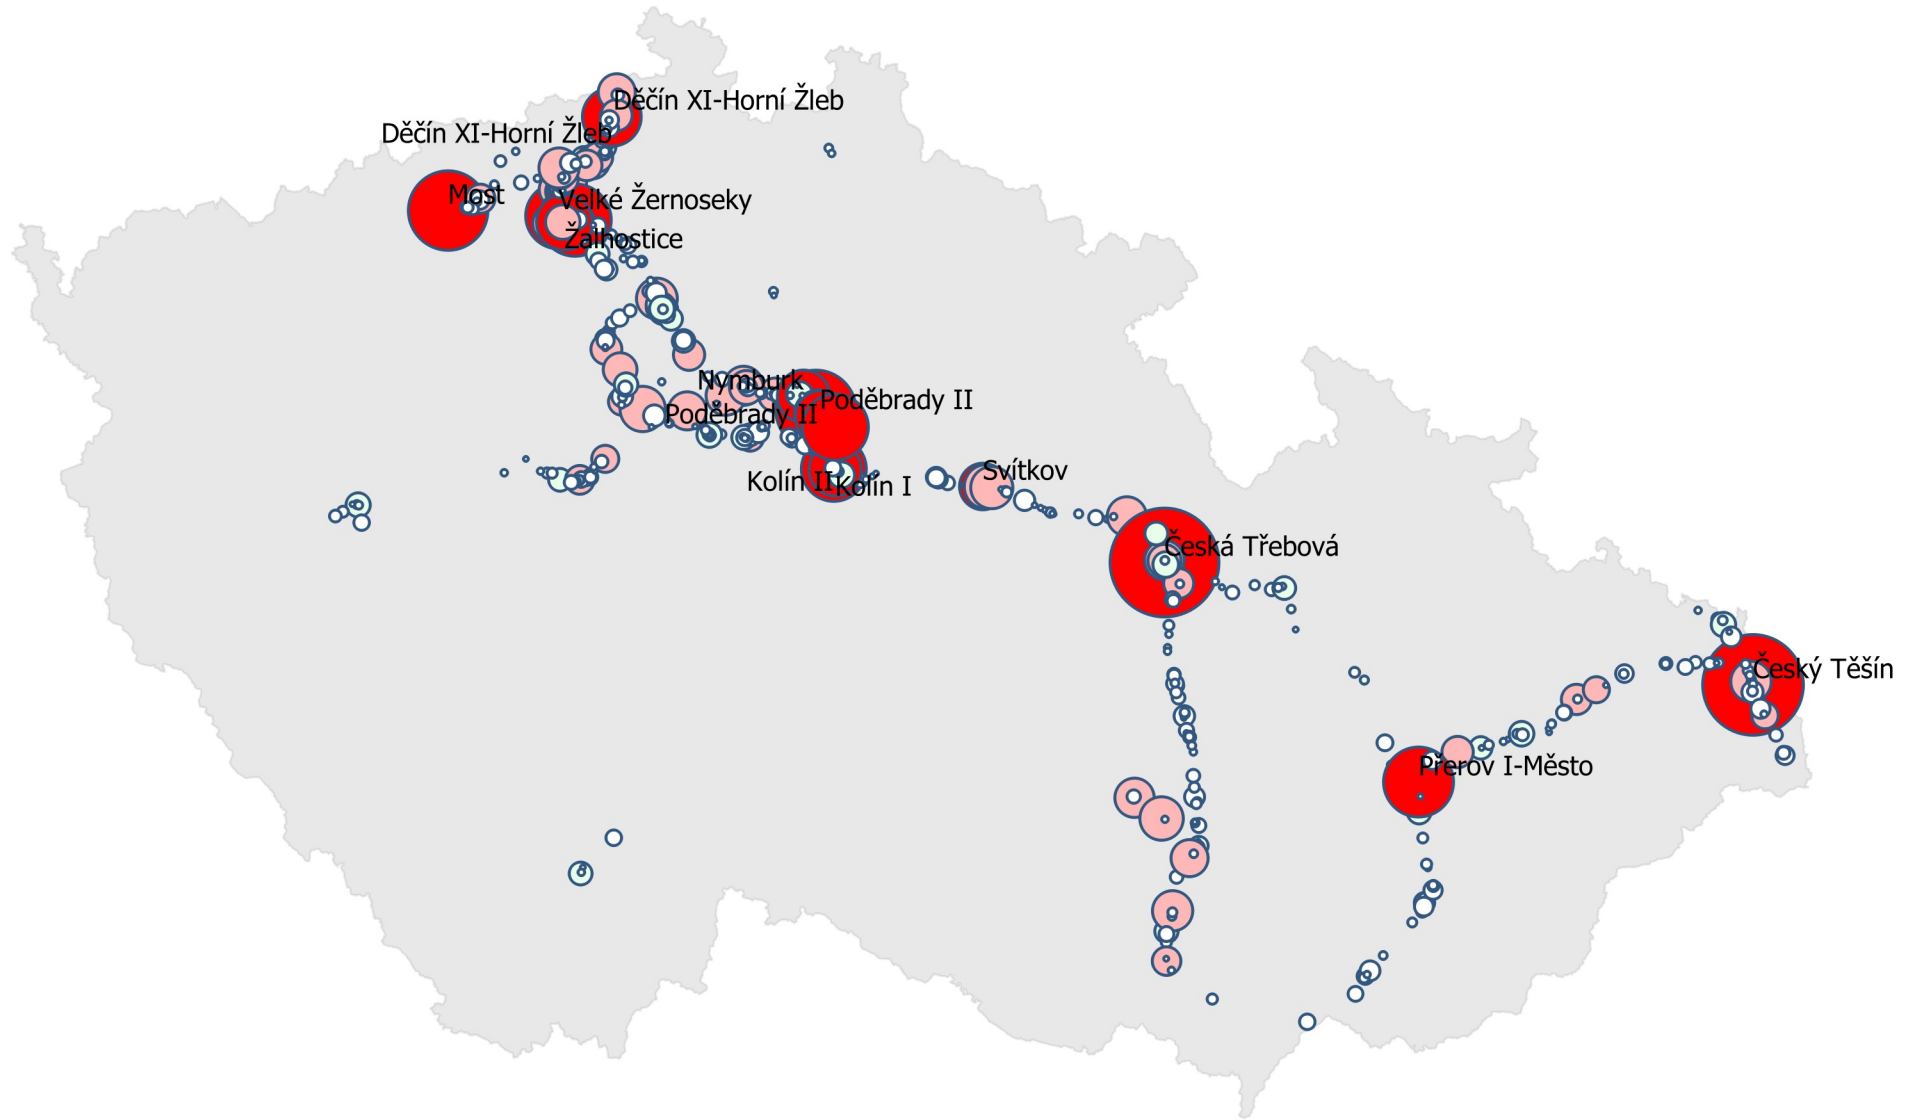 Děčín XI-Horní Žleb
Děčín XI-Horní Žleb
Most
Velké Žernoseky
Žalhostice
Nymburk
Poděbrady II
Poděbrady II
Svítkov
Kolín II
Kolín I
Česká Třebová
Český Těšín
Přerov I-Město